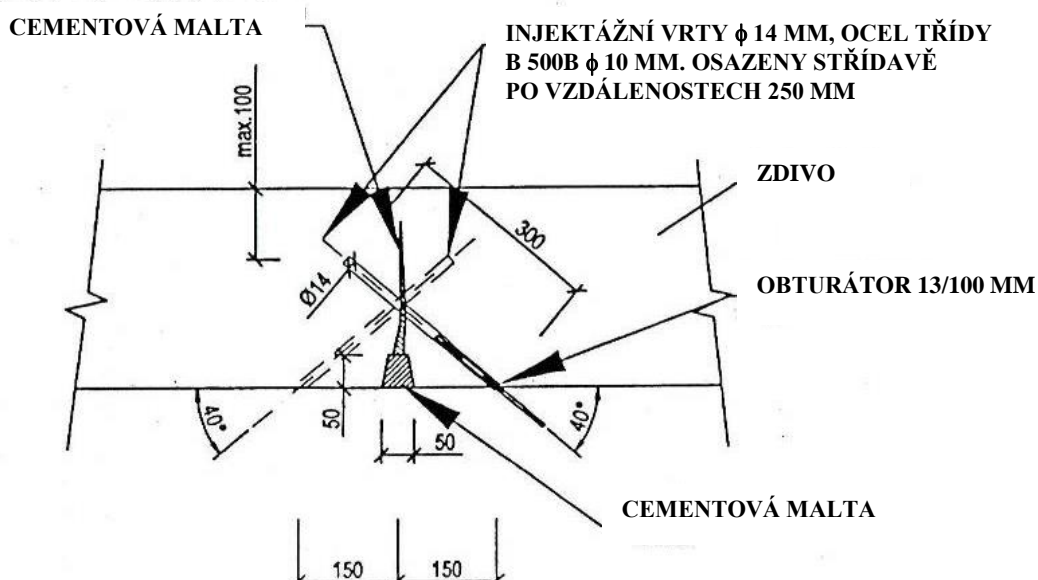 CEMENTOVÁ MALTA
INJEKTÁŽNÍ VRTY ϕ 14 MM, OCEL TŘÍDY
B 500B ϕ 10 MM. OSAZENY STŘÍDAVĚ
PO VZDÁLENOSTECH 250 MM
max.100
ZDIVO
300
Ø14
OBTURÁTOR 13/100 MM
40°
50
50
40°
CEMENTOVÁ MALTA
150
150